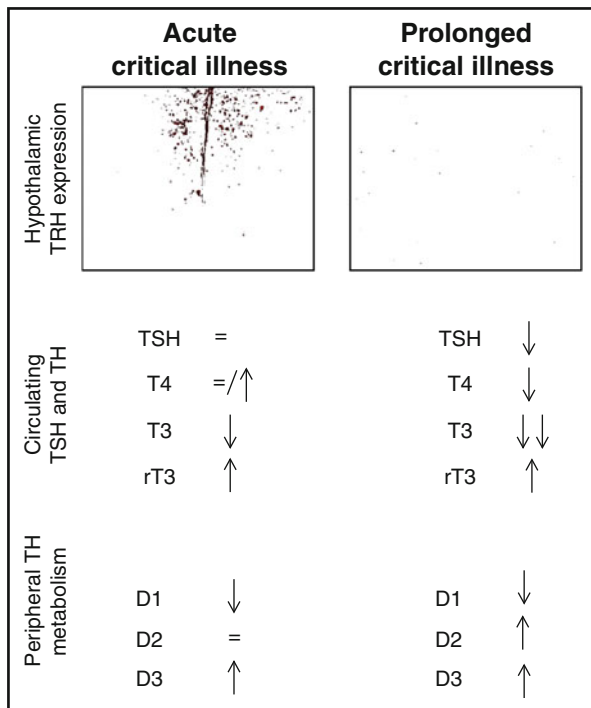 Acute critical illness
Prolonged critical illness
Hypothalamic TRH expression
Circulating TSH and TH
TSH = TSH ↓
T4 =/↑ T4 ↓
T3 ↓ T3 ↓↓
rT3 ↑ rT3 ↑
Peripheral TH metabolism
D1 ↓ D1 ↓
D2 = D2 ↑
D3 ↑ D3 ↑